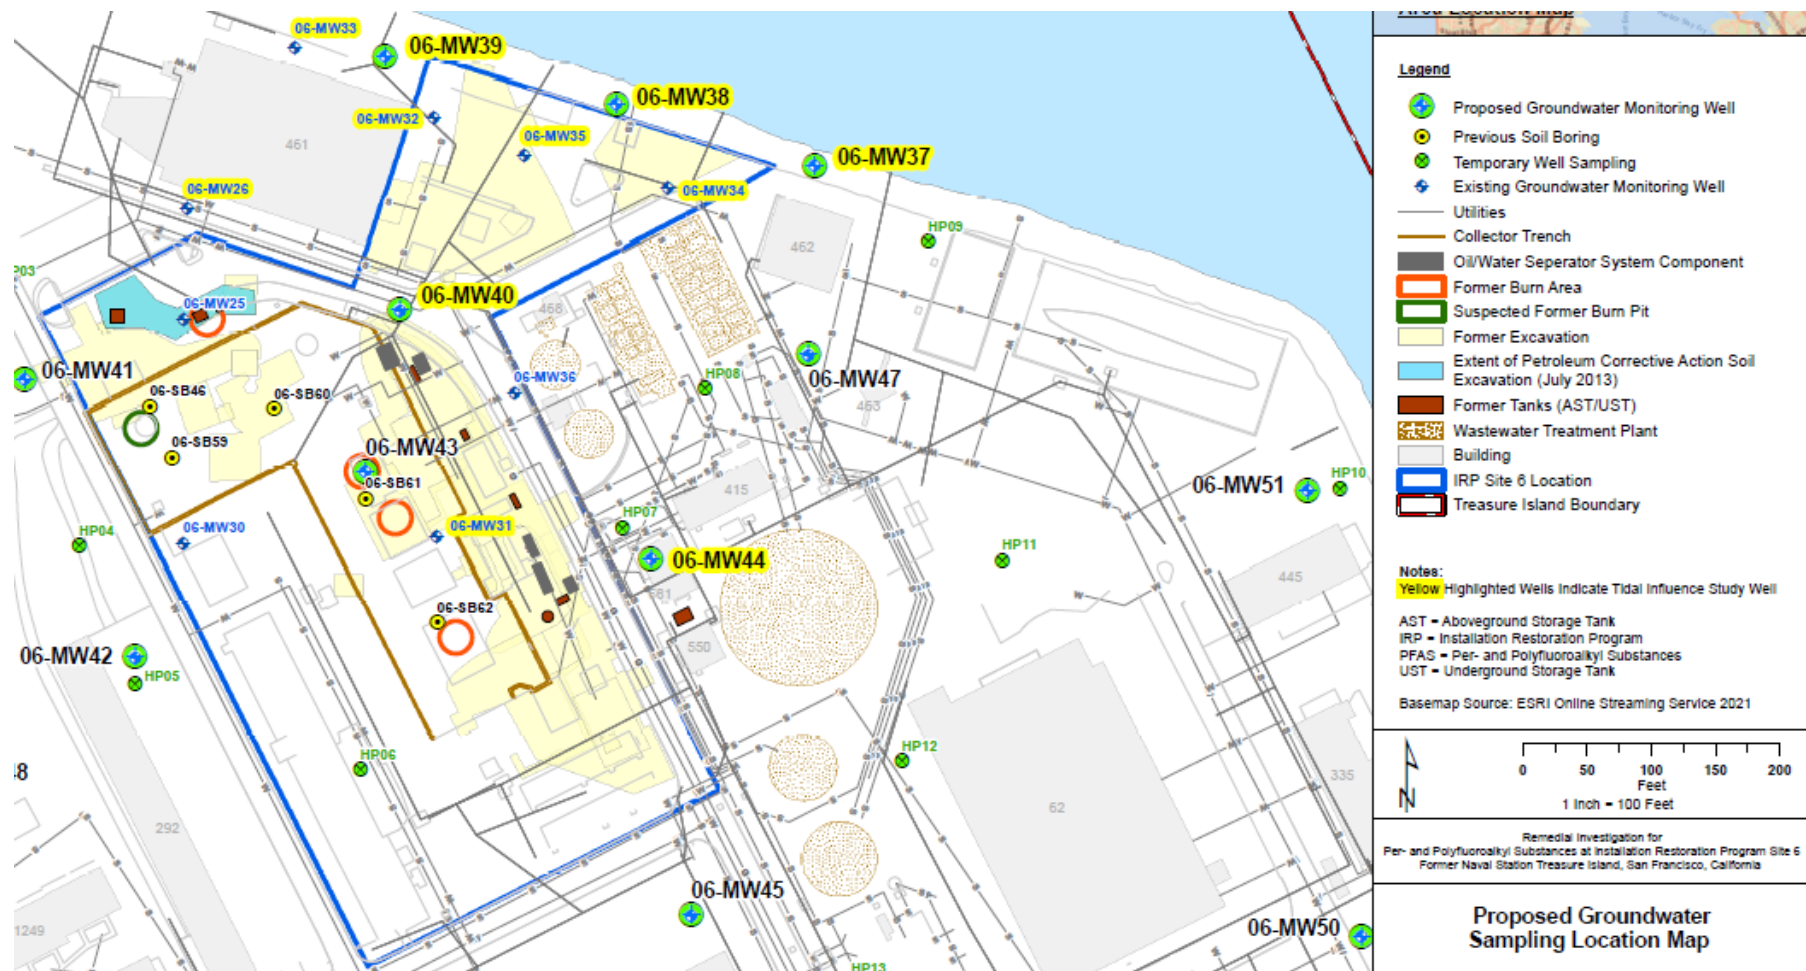 Area Location Map
06-MW33
06-MW39
06-MW38
06-MW32
06-MW35
06-MW37
461
06-MW26
06-MW34
HP09
462
P03
06-MW25
06-MW40
468
06-MW41
06-MW36
06-MW47
HP08
463
06-SB46
06-SB60
06-SB59
06-MW43
06-SB61
415
06-MW51
HP10
HP04
06-MW30
06-MW31
HP07
06-MW44
HP11
445
681
06-SB62
06-MW42
HP05
550
HP06
HP12
62
335
48
292
06-MW45
1249
06-MW50
HP13
Legend
Proposed Groundwater Monitoring Well
Previous Soil Boring
Temporary Well Sampling
Existing Groundwater Monitoring Well
Utilities
Collector Trench
Oil/Water Seperator System Component
Former Burn Area
Suspected Former Burn Pit
Former Excavation
Extent of Petroleum Corrective Action Soil
Excavation (July 2013)
Former Tanks (AST/UST)
Wastewater Treatment Plant
Building
IRP Site 6 Location
Treasure Island Boundary
Notes:
Yellow Highlighted Wells Indicate Tidal Influence Study Well
AST = Aboveground Storage Tank
IRP = Installation Restoration Program
PFAS = Per- and Polyfluoroalkyl Substances
UST = Underground Storage Tank
Basemap Source: ESRI Online Streaming Service 2021
N
0 50 100 150 200
Feet
1 Inch = 100 Feet
Remedial Investigation for
Per- and Polyfluoroalkyl Substances at Installation Restoration Program Site 6
Former Naval Station Treasure Island, San Francisco, California
Proposed Groundwater
Sampling Location Map